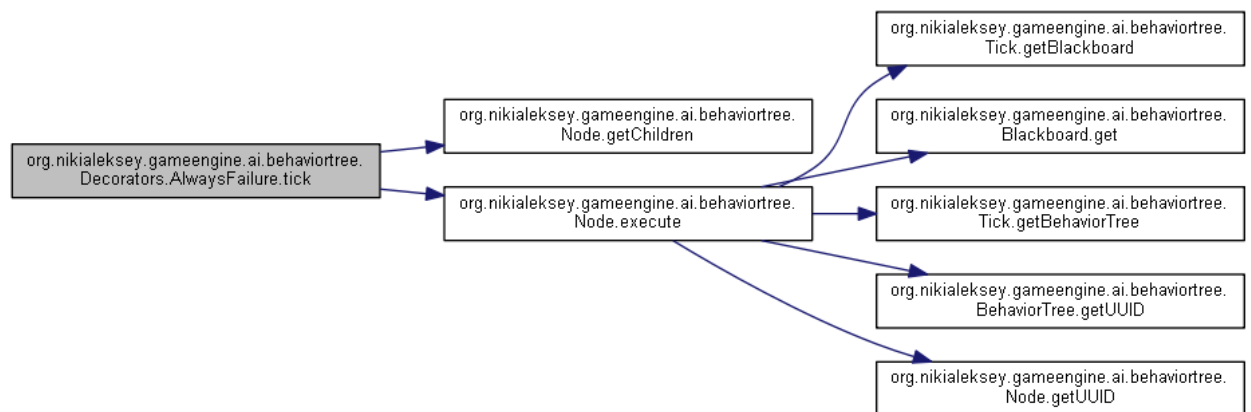 org.nikialeksey.gameengine.ai.behaviortree.
Tick.getBlackboard
org.nikialeksey.gameengine.ai.behaviortree.
Node.getChildren
org.nikialeksey.gameengine.ai.behaviortree.
Blackboard.get
org.nikialeksey.gameengine.ai.behaviortree.
Decorators.AlwaysFailure.tick
org.nikialeksey.gameengine.ai.behaviortree.
Node.execute
org.nikialeksey.gameengine.ai.behaviortree.
Tick.getBehaviorTree
org.nikialeksey.gameengine.ai.behaviortree.
BehaviorTree.getUUID
org.nikialeksey.gameengine.ai.behaviortree.
Node.getUUID